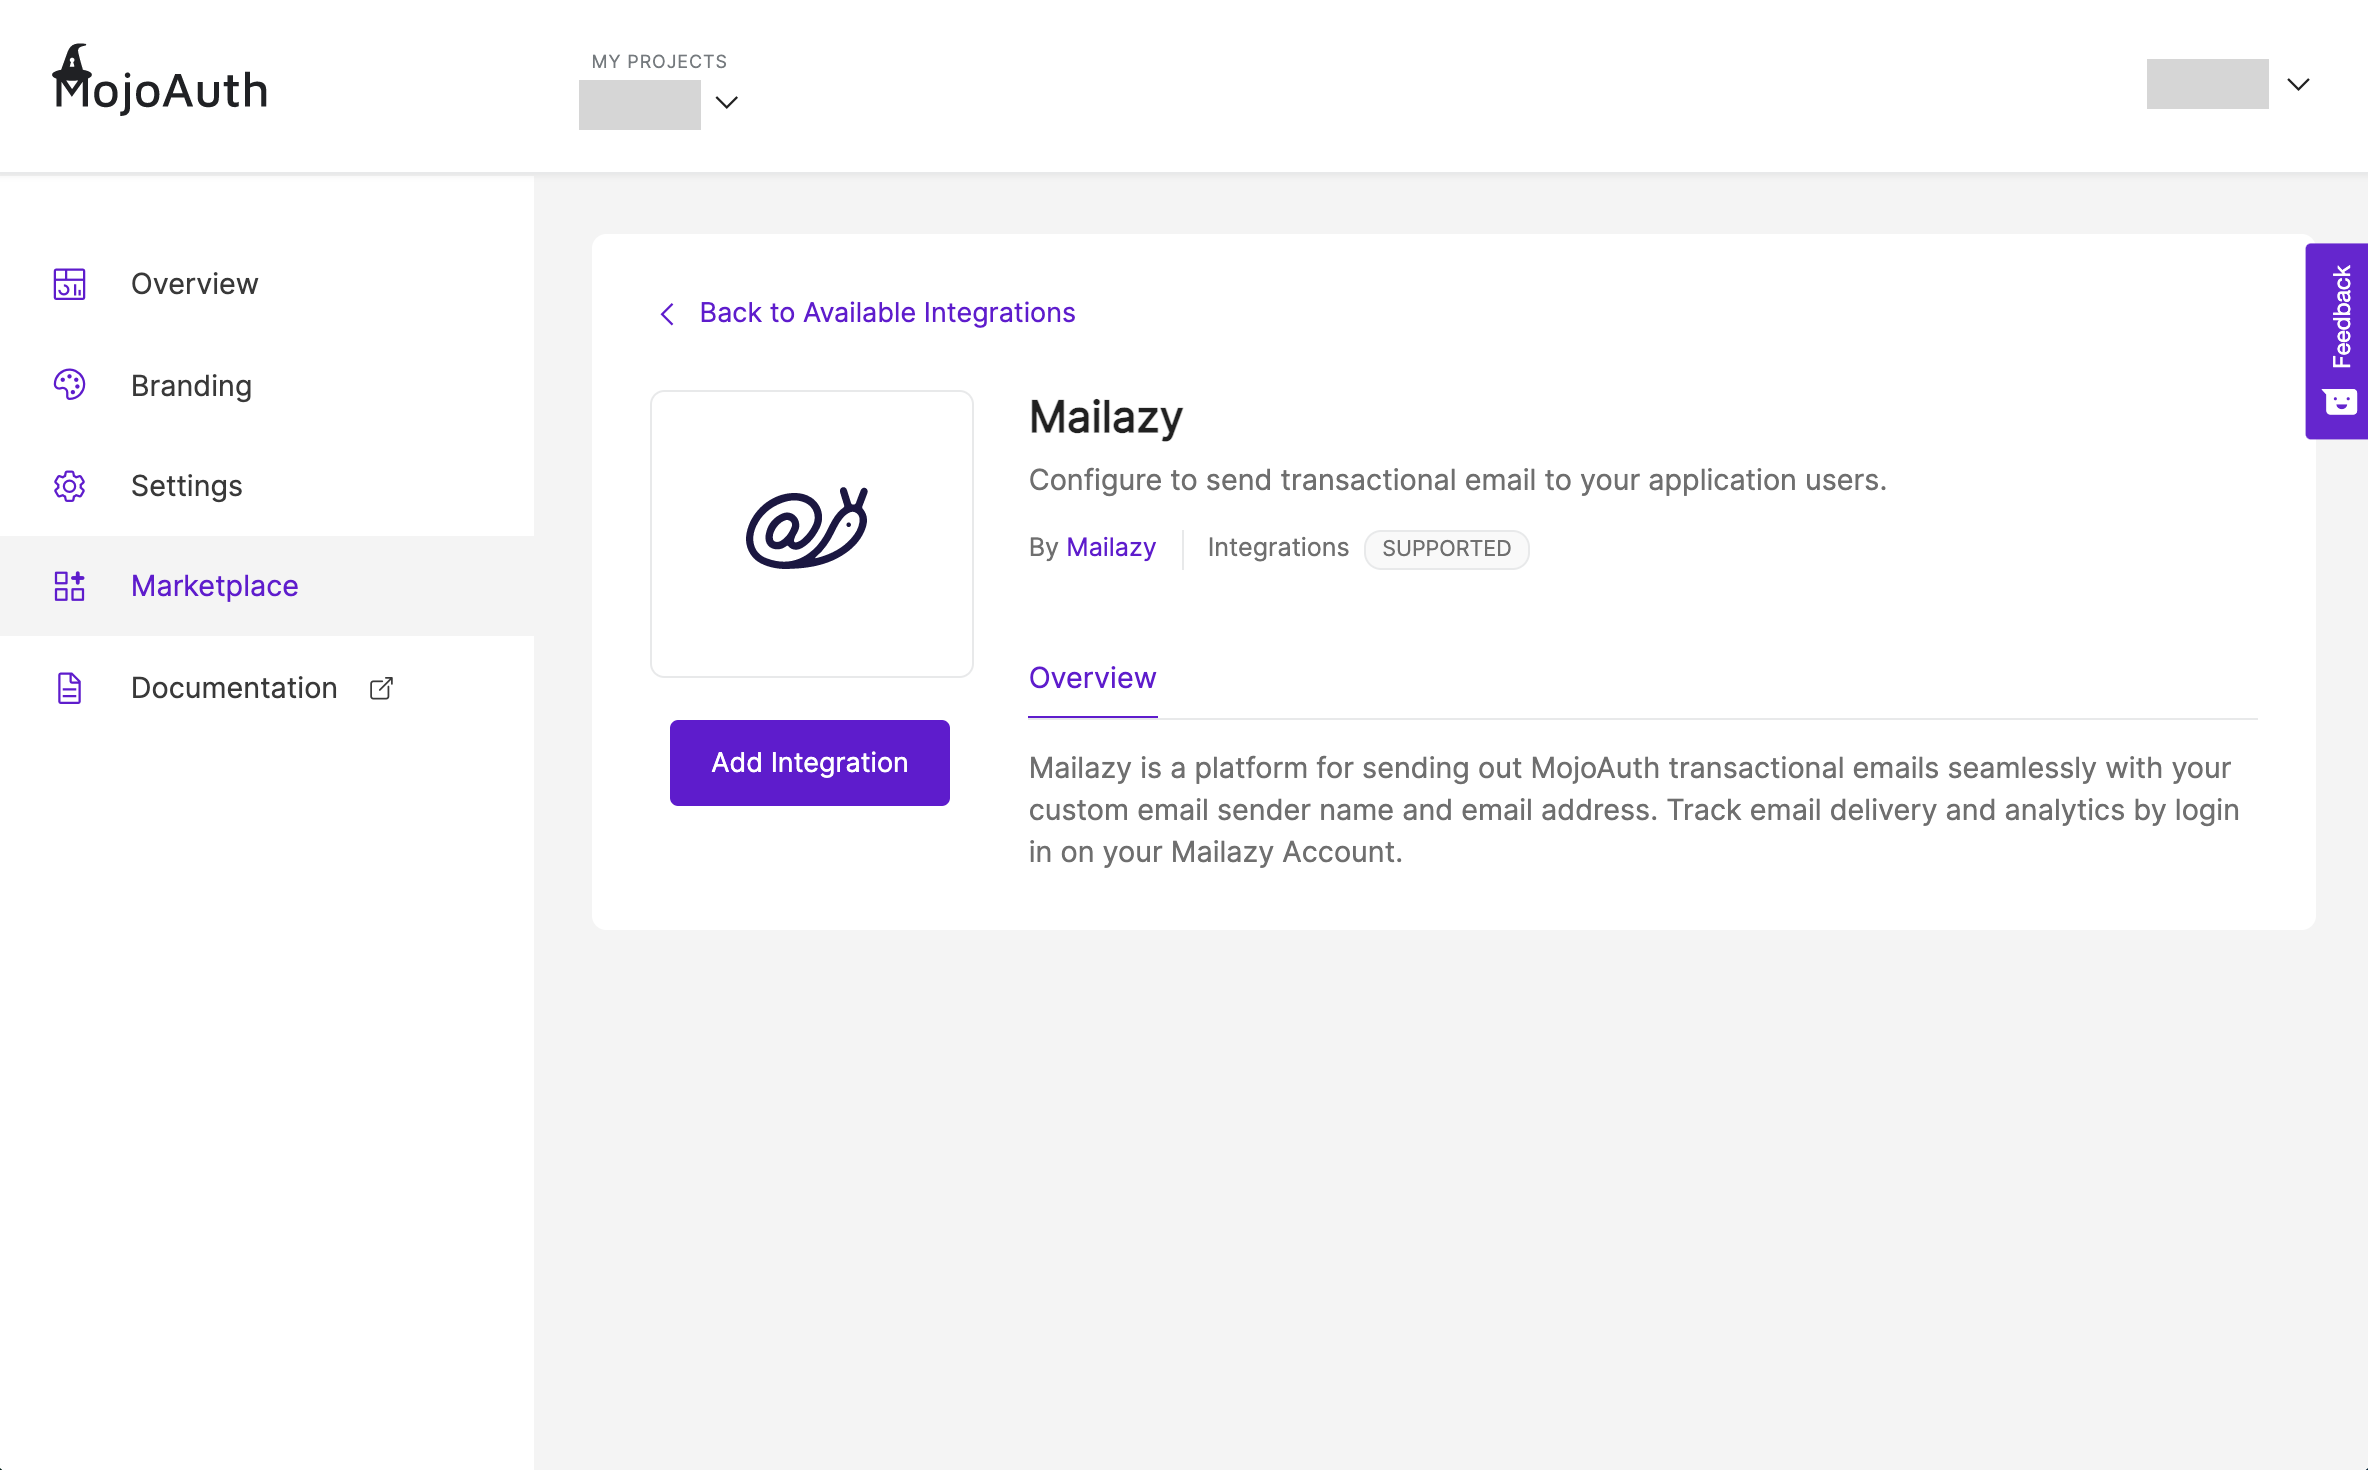 MojoAuth
MY PROJECTS
Overview
Branding
Settings
Marketplace
Documentation
Back to Available Integrations
Mailazy
Configure to send transactional email to your application users.
By Mailazy
Integrations SUPPORTED
Add Integration
Overview
Mailazy is a platform for sending out MojoAuth transactional emails seamlessly with your
custom email sender name and email address. Track email delivery and analytics by login
in on your Mailazy Account.
Feedback